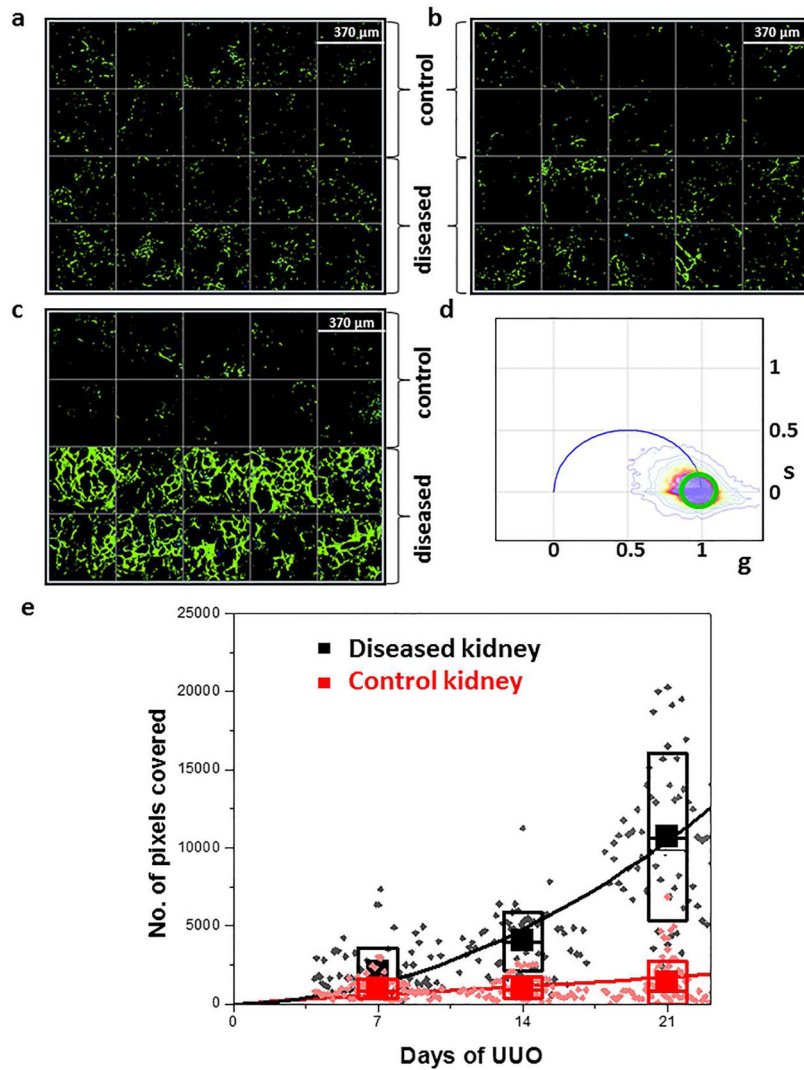 a
370 µm
control
diseased
b
370 µm
control
diseased
c
370 µm
control
diseased
d
1
0.5
s
0
0
0.5
1
g
e
25000
Diseased kidney
Control kidney
20000
15000
10000
5000
0
No. of pixels covered
0
7
14
21
Days of UUO